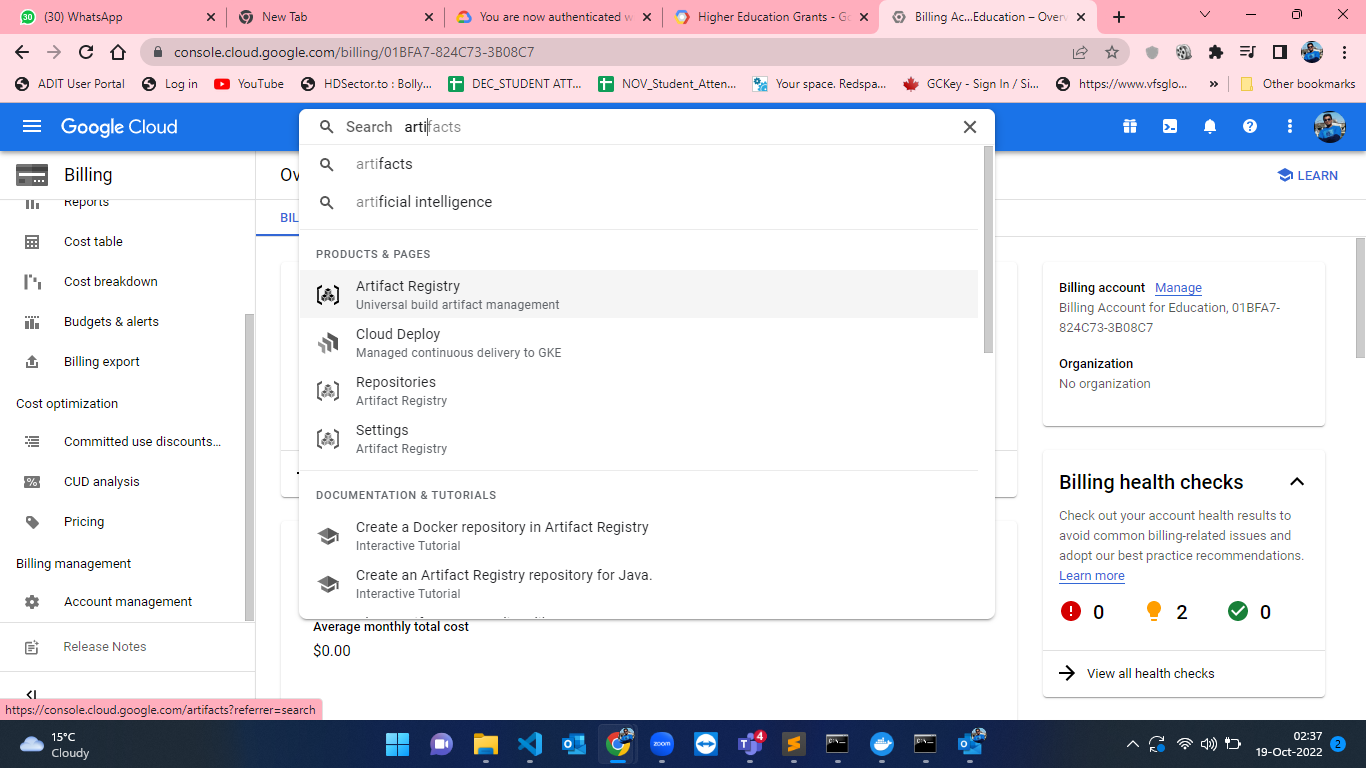 (30) WhatsApp
New Tab
You are now authenticated w
Higher Education Grants - Go
Billing Ac...Education – Overv
console.cloud.google.com/billing/01BFA7-824C73-3B08C7
ADIT User Portal
Log in
YouTube
HDSector.to : Bolly...
DEC_STUDENT ATT...
NOV_Student_Atten...
Your space. Redspa...
GCKey - Sign In / Si...
https://www.vfsglo...
»
Other bookmarks
Google Cloud
Search artifacts
Billing
Ov
LEARN
Reports
Cost table
Cost breakdown
Budgets & alerts
Billing export
Cost optimization
Committed use discounts...
CUD analysis
Pricing
Billing management
Account management
Release Notes
BIL
artifacts
artificial intelligence
PRODUCTS & PAGES
Artifact Registry
Universal build artifact management
Cloud Deploy
Managed continuous delivery to GKE
Repositories
Artifact Registry
Settings
Artifact Registry
DOCUMENTATION & TUTORIALS
Create a Docker repository in Artifact Registry
Interactive Tutorial
Create an Artifact Registry repository for Java.
Interactive Tutorial
Average monthly total cost
$0.00
Billing account Manage
Billing Account for Education, 01BFA7-
824C73-3B08C7
Organization
No organization
Billing health checks
Check out your account health results to
avoid common billing-related issues and
adopt our best practice recommendations.
Learn more
0
2
0
View all health checks
https://console.cloud.google.com/artifacts?referrer=search
15°C
Cloudy
zoom
4
02:37
19-Oct-2022
2